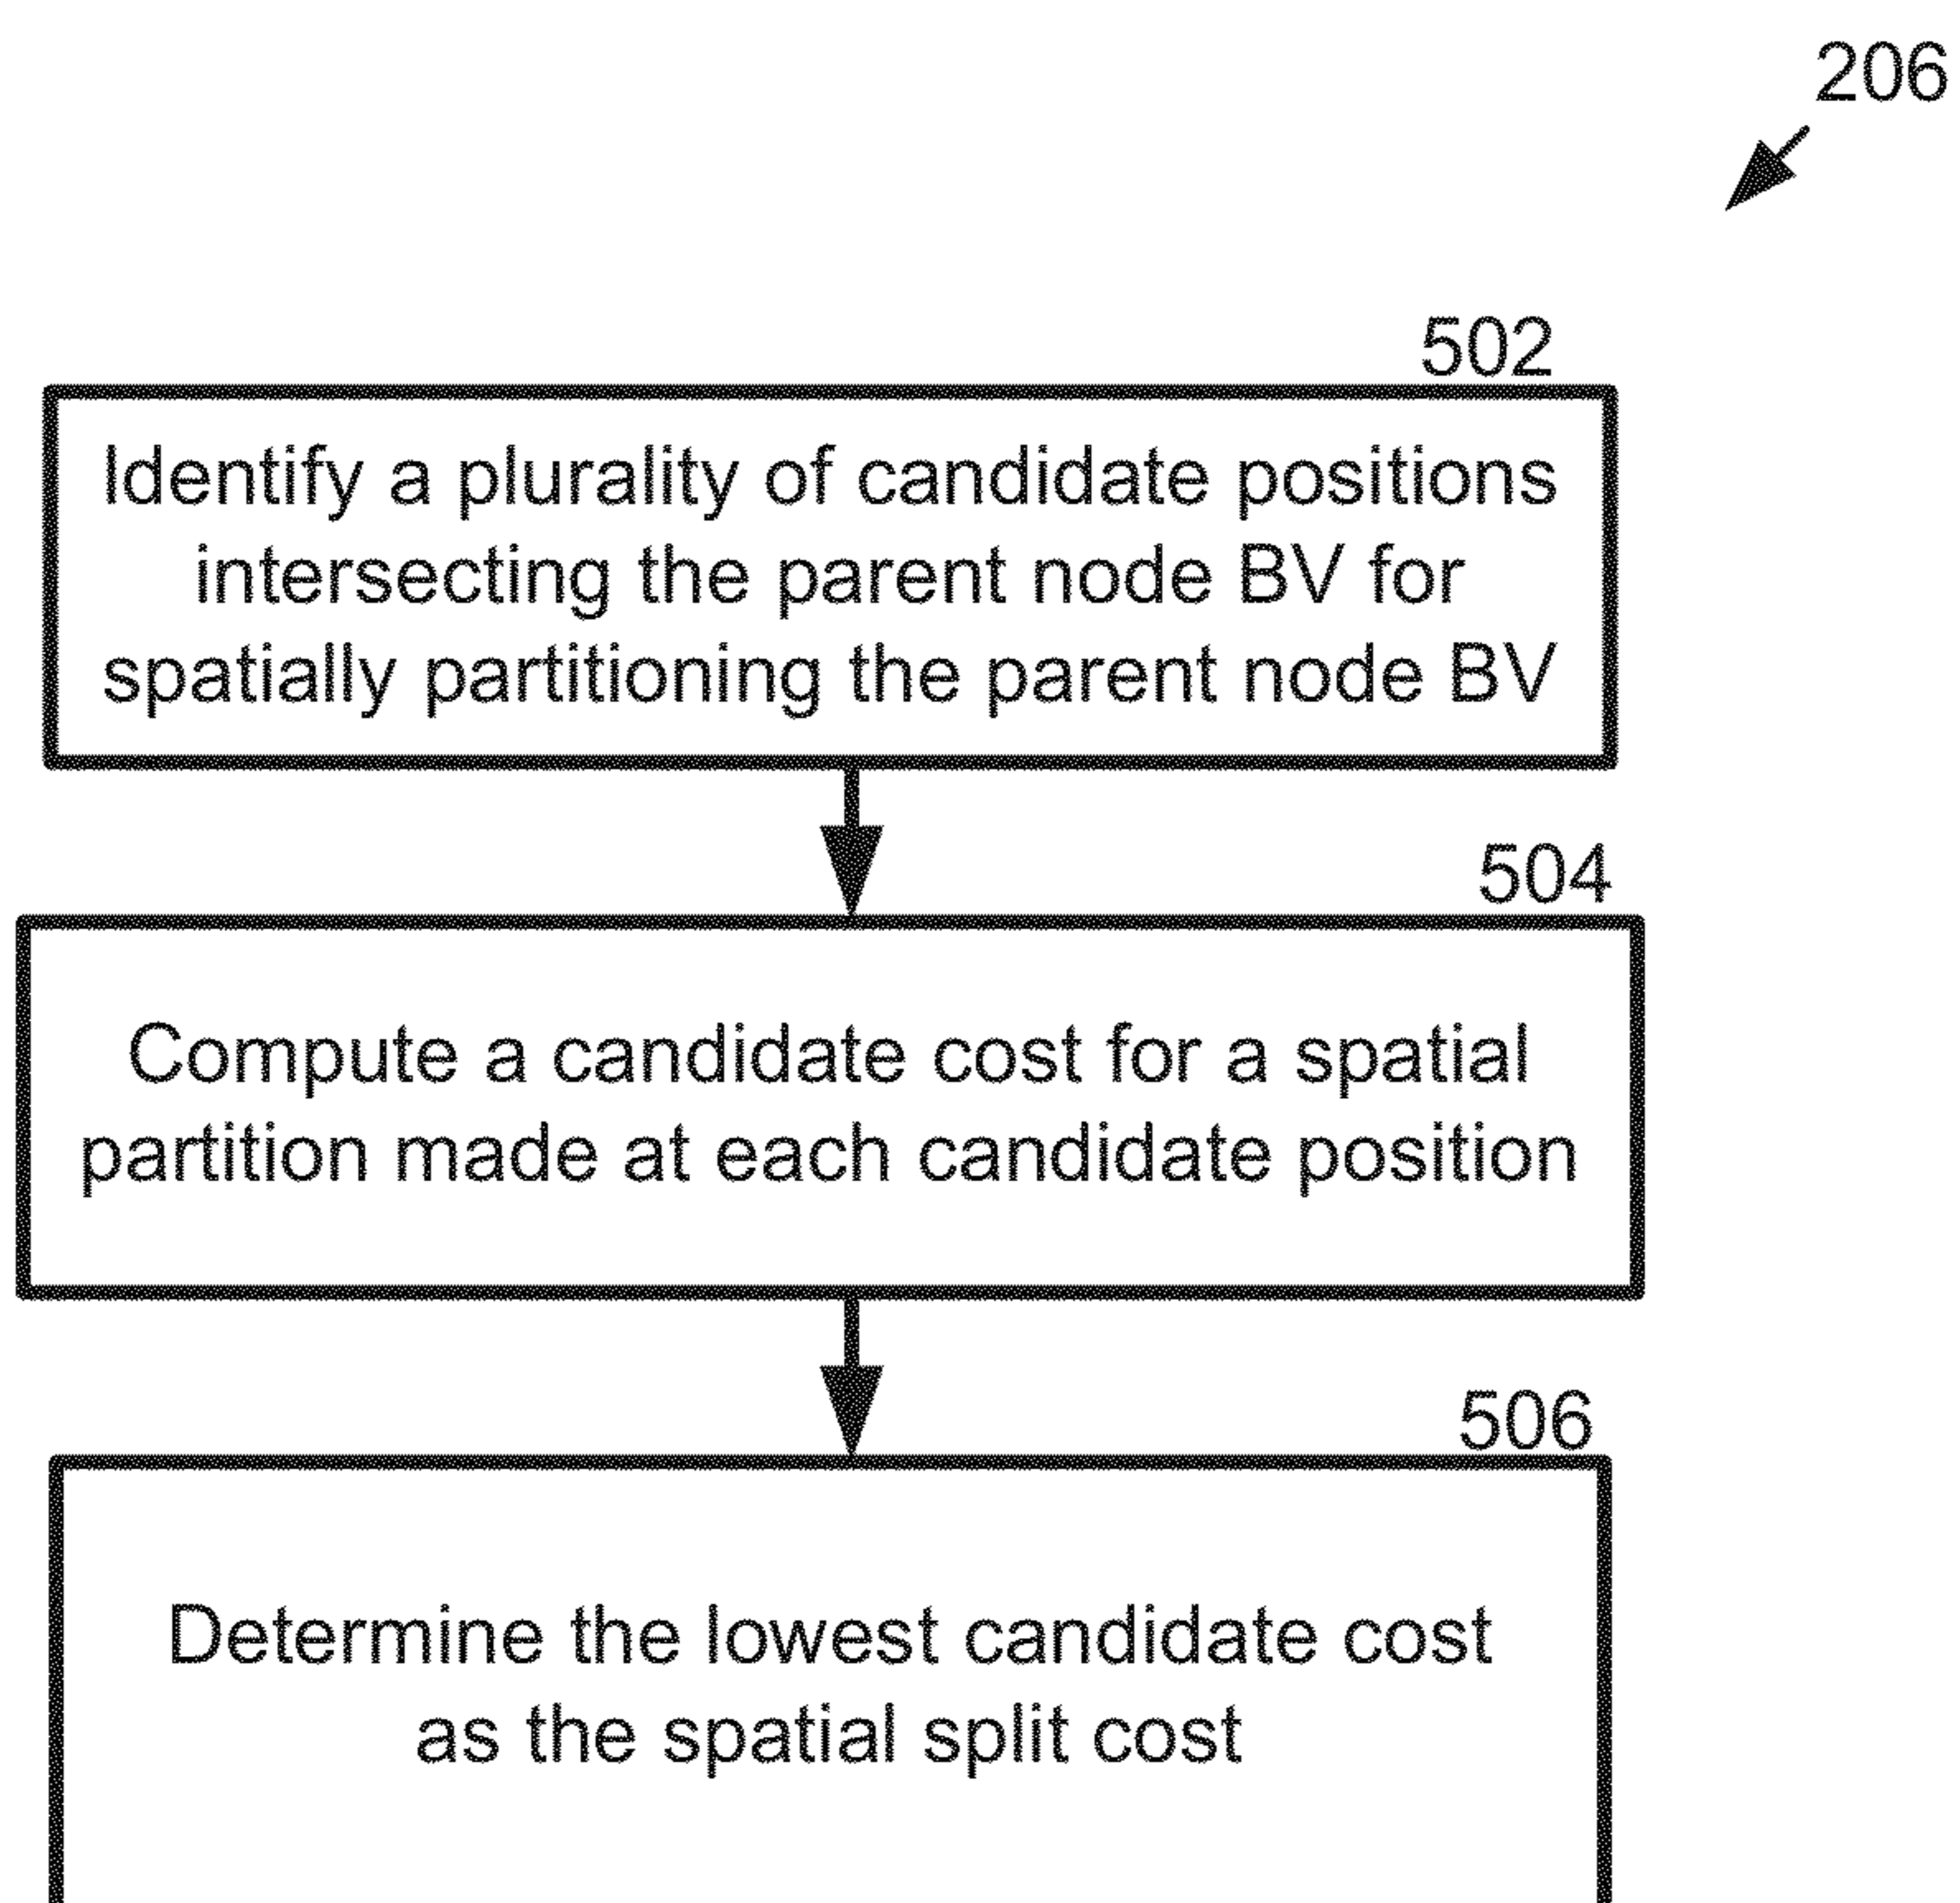 206
502
Identify a plurality of candidate positions
intersecting the parent node BV for
spatially partitioning the parent node BV
504
Compute a candidate cost for a spatial
partition made at each candidate position
506
Determine the lowest candidate cost
as the spatial split cost